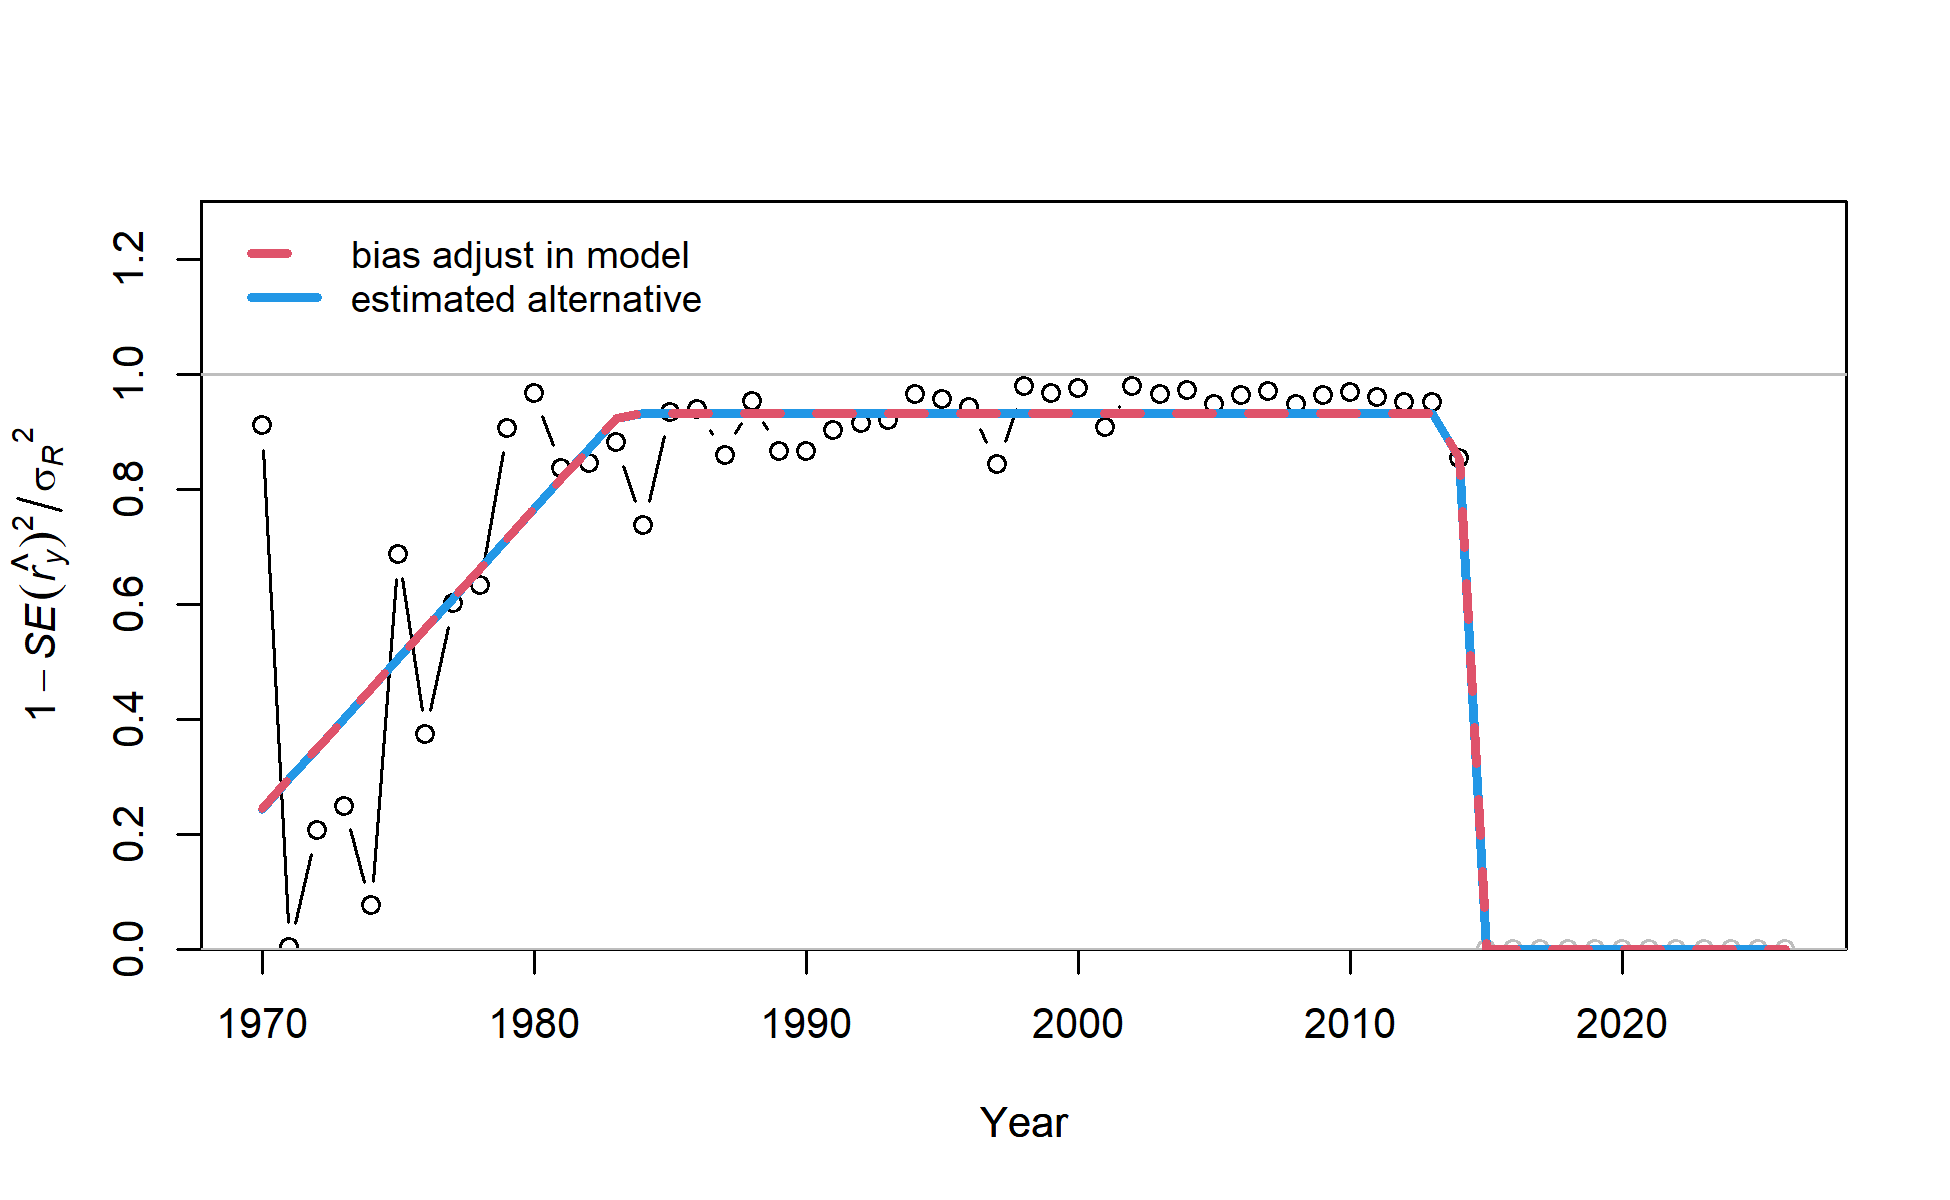 bias adjust in model
estimated alternative
1 − SE(r̂y)² / σR²
1.2
1.0
0.8
0.6
0.4
0.2
0.0
1970 1980 1990 2000 2010 2020
Year